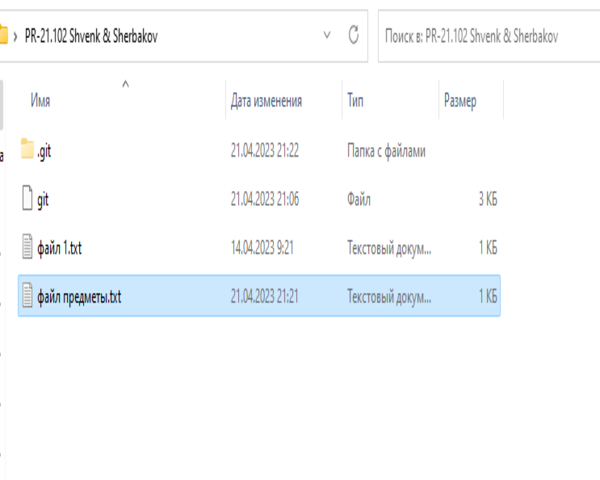 PR-21.102 Shvenk & Sherbakov Поиск в: PR-21.102 Shvenk & Sherbakov
Имя Дата изменения Тип Размер
.git 21.04.2023 21:22 Папка с файлами
git 21.04.2023 21:06 Файл 3 КБ
файл 1.txt 14.04.2023 9:21 Текстовый докум... 1 КБ
файл предметы.txt 21.04.2023 21:21 Текстовый докум... 1 КБ